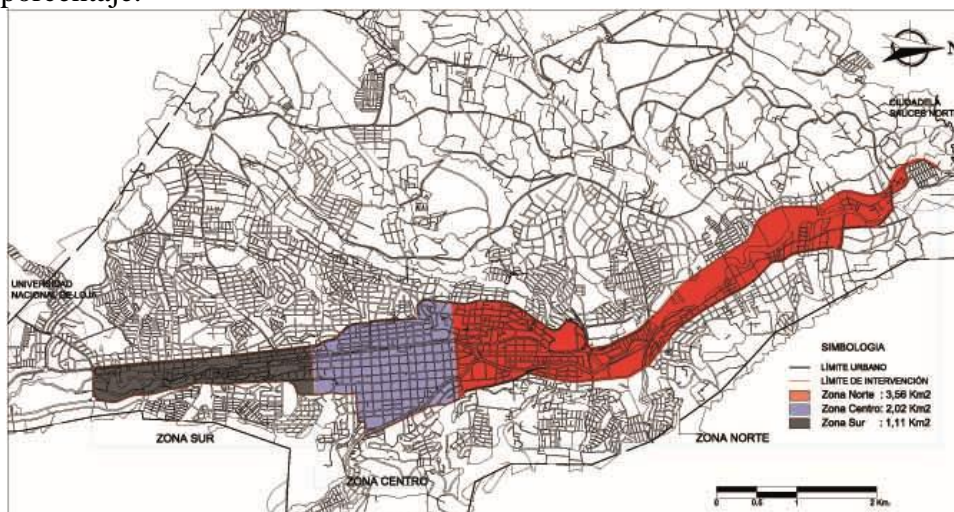 porcentaje.
N
CIUDADELA
SAUCES NORTE
UNIVERSIDAD
NACIONAL DE LOJA
SIMBOLOGIA
LÍMITE URBANO
LÍMITE DE INTERVENCIÓN
Zona Norte : 3,56 Km2
Zona Centro: 2,02 Km2
Zona Sur : 1,11 Km2
ZONA SUR
ZONA NORTE
ZONA CENTRO
0 0,5 1 2 Km.